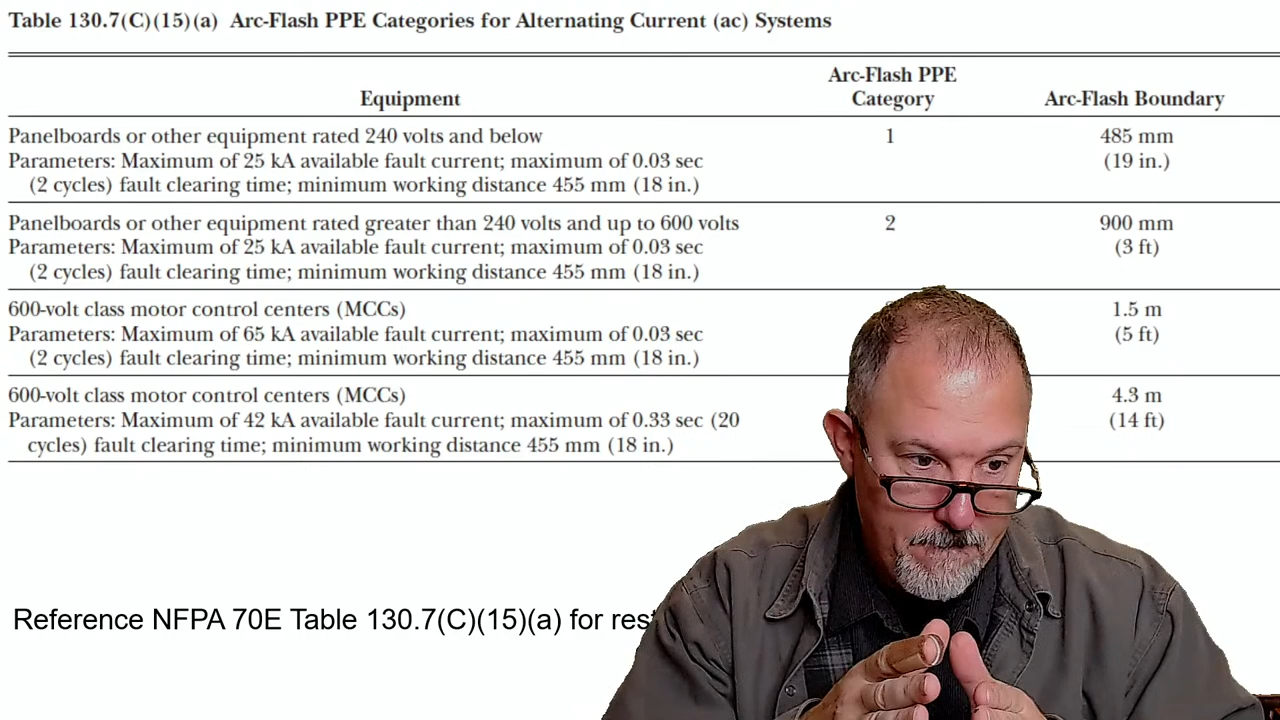 Table 130.7(C)(15)(a) Arc-Flash PPE Categories for Alternating Current (ac) Systems
Equipment
Arc-Flash PPE
Category
Arc-Flash Boundary
Panelboards or other equipment rated 240 volts and below
1
485 mm
Parameters: Maximum of 25 kA available fault current; maximum of 0.03 sec
(19 in.)
(2 cycles) fault clearing time; minimum working distance 455 mm (18 in.)
Panelboards or other equipment rated greater than 240 volts and up to 600 volts
2
900 mm
Parameters: Maximum of 25 kA available fault current; maximum of 0.03 sec
(3 ft)
(2 cycles) fault clearing time; minimum working distance 455 mm (18 in.)
600-volt class motor control centers (MCCs)
1.5 m
Parameters: Maximum of 65 kA available fault current; maximum of 0.03 sec
(5 ft)
(2 cycles) fault clearing time; minimum working distance 455 mm (18 in.)
600-volt class motor control centers (MCCs)
4.3 m
Parameters: Maximum of 42 kA available fault current; maximum of 0.33 sec (20
(14 ft)
cycles) fault clearing time; minimum working distance 455 mm (18 in.)
Reference NFPA 70E Table 130.7(C)(15)(a) for